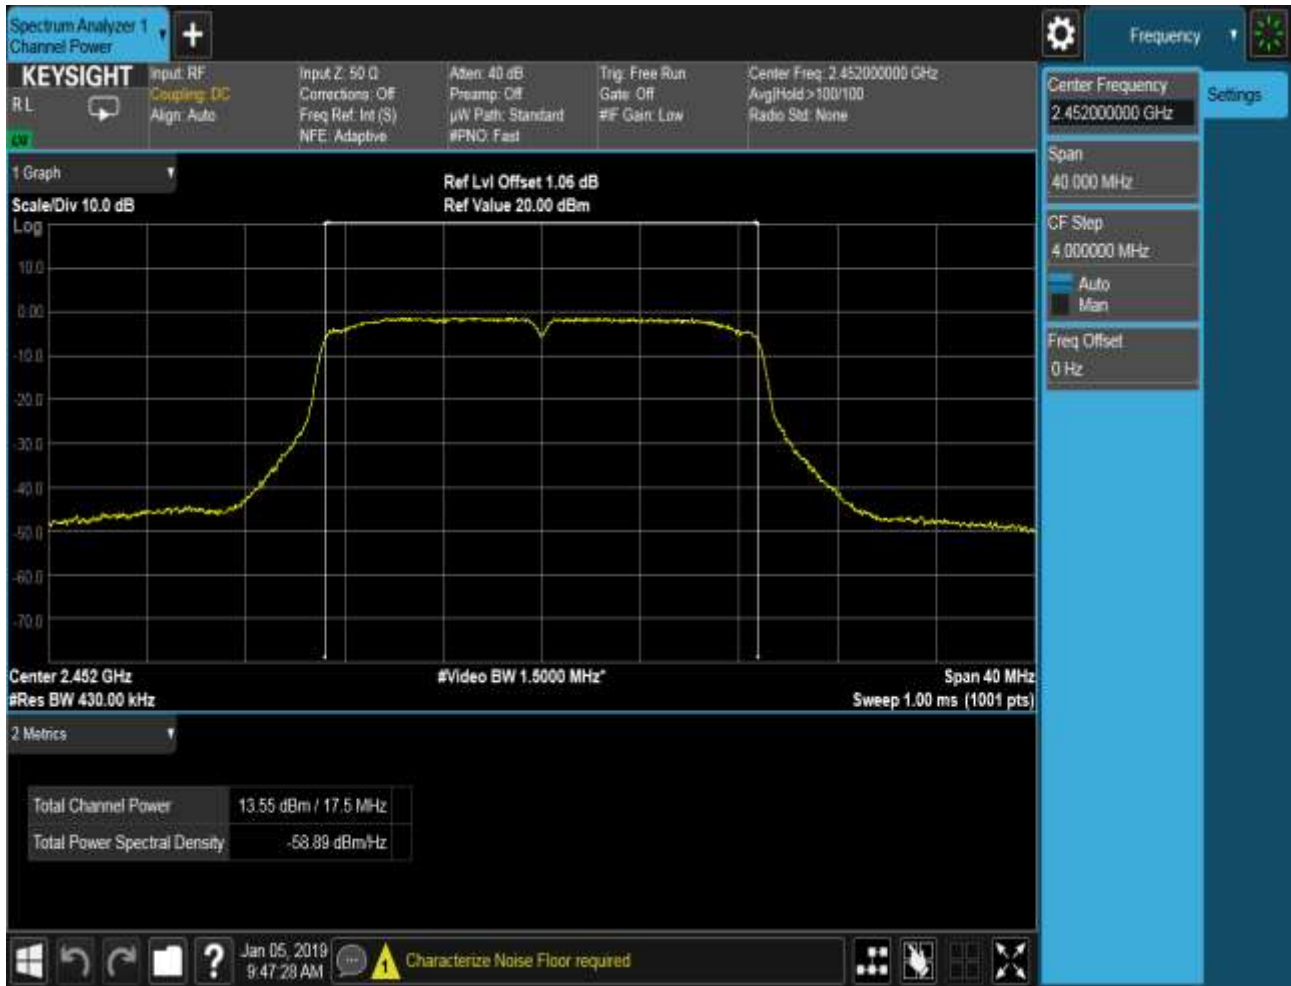 Spectrum Analyzer 1
Channel Power
Frequency
KEYSIGHT
R L
Input: RF
Coupling: DC
Align: Auto
Input Z: 50 Ω
Corrections: Off
Freq Ref: Int (S)
NFE: Adaptive
Atten: 40 dB
Preamp: Off
µW Path: Standard
#PNO: Fast
Trig: Free Run
Gate: Off
#IF Gain: Low
Center Freq: 2.452000000 GHz
Avg|Hold:>100/100
Radio Std: None
Center Frequency
2.452000000 GHz
Settings
Span
40.000 MHz
CF Step
4.000000 MHz
Auto
Man
Freq Offset
0 Hz
1 Graph
Scale/Div 10.0 dB
Ref Lvl Offset 1.06 dB
Ref Value 20.00 dBm
Log
10.0
0.00
-10.0
-20.0
-30.0
-40.0
-50.0
-60.0
-70.0
Center 2.452 GHz
#Video BW 1.5000 MHz*
Span 40 MHz
#Res BW 430.00 kHz
Sweep 1.00 ms (1001 pts)
2 Metrics
Total Channel Power 13.55 dBm / 17.5 MHz
Total Power Spectral Density -58.89 dBm/Hz
?
Jan 05, 2019
9:47:28 AM
1
Characterize Noise Floor required